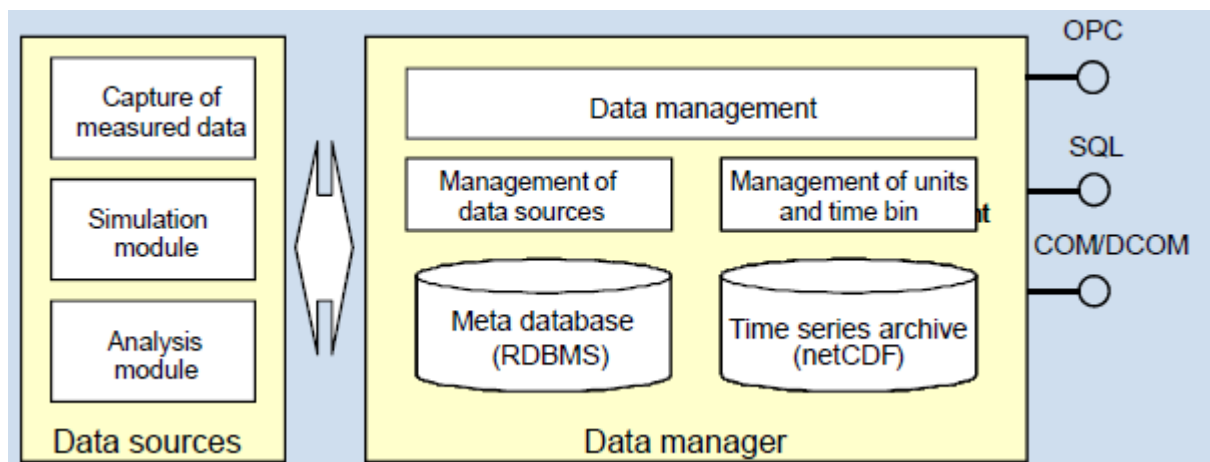 Capture of
measured data
Simulation
module
Analysis
module
Data sources
Data management
Management of
data sources
Management of units
and time bin
Meta database
(RDBMS)
Time series archive
(netCDF)
Data manager
OPC
SQL
COM/DCOM